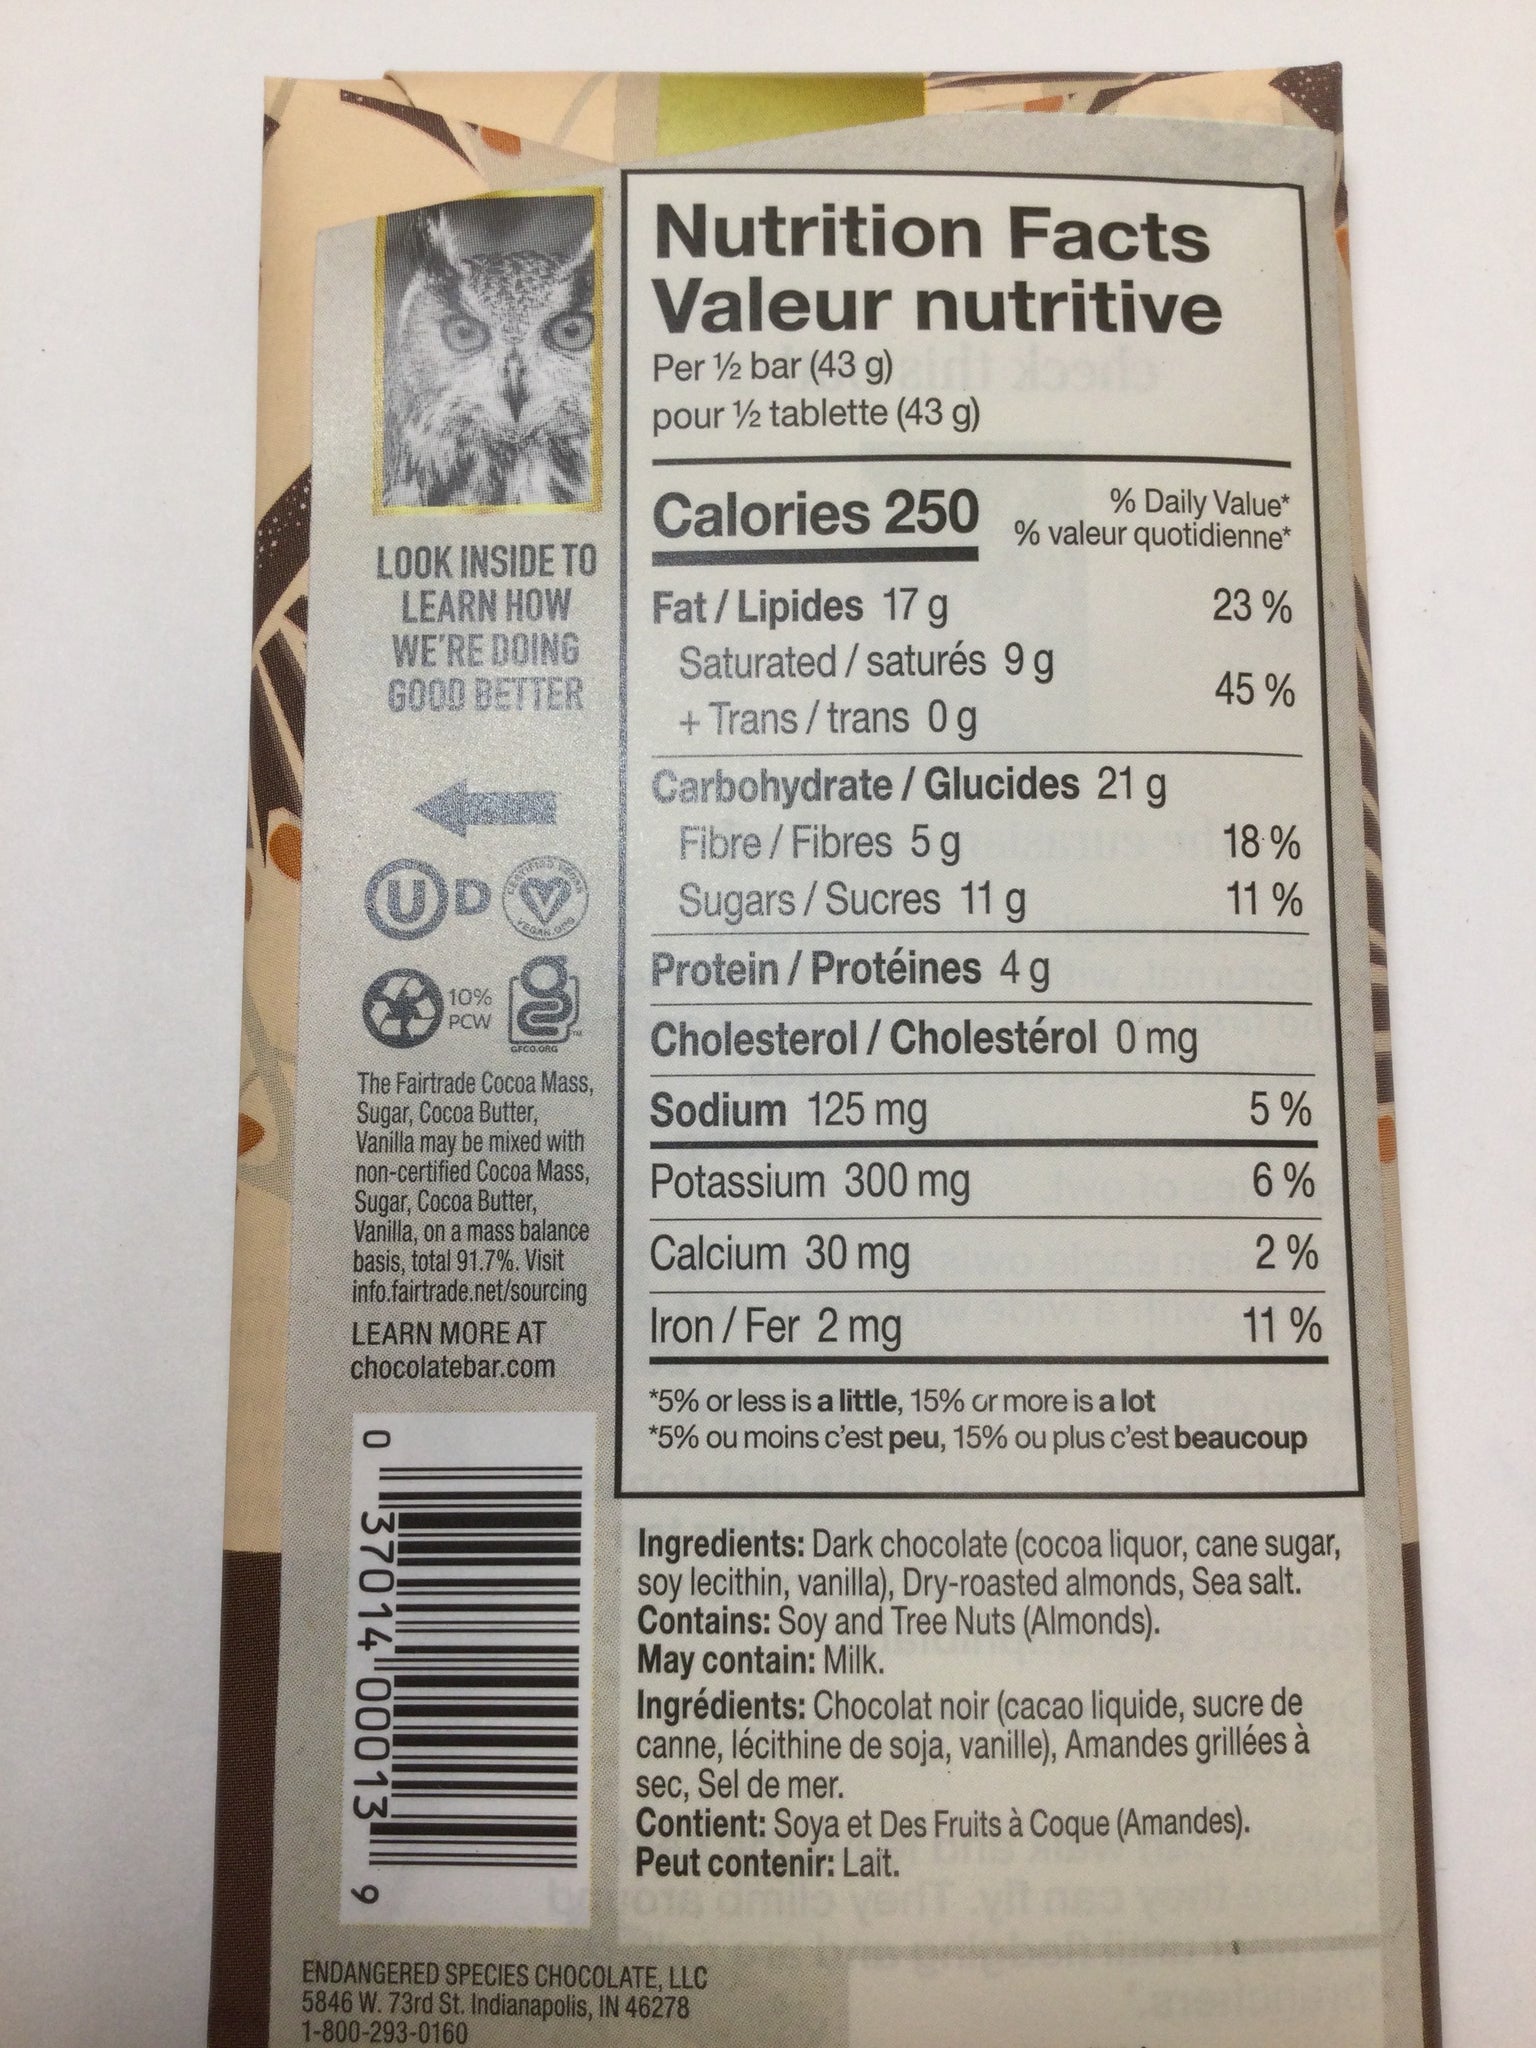 Nutrition Facts
Valeur nutritive
Per ½ bar (43 g)
pour ½ tablette (43 g)
Calories 250
% Daily Value*
% valeur quotidienne*
Fat / Lipides 17 g 23 %
Saturated / saturés 9 g
+ Trans / trans 0 g
45 %
Carbohydrate / Glucides 21 g
Fibre / Fibres 5 g 18 %
Sugars / Sucres 11 g 11 %
Protein / Protéines 4 g
Cholesterol / Cholestérol 0 mg
Sodium 125 mg 5 %
Potassium 300 mg 6 %
Calcium 30 mg 2 %
Iron / Fer 2 mg 11 %
*5% or less is a little, 15% or more is a lot
*5% ou moins c'est peu, 15% ou plus c'est beaucoup
Ingredients: Dark chocolate (cocoa liquor, cane sugar,
soy lecithin, vanilla), Dry-roasted almonds, Sea salt.
Contains: Soy and Tree Nuts (Almonds).
May contain: Milk.
Ingrédients: Chocolat noir (cacao liquide, sucre de
canne, lécithine de soja, vanille), Amandes grillées à
sec, Sel de mer.
Contient: Soya et Des Fruits à Coque (Amandes).
Peut contenir: Lait.
LOOK INSIDE TO
LEARN HOW
WE'RE DOING
GOOD BETTER
U D
CERTIFIED VEGAN
VEGAN.ORG
10%
PCW
GFCO.ORG
The Fairtrade Cocoa Mass,
Sugar, Cocoa Butter,
Vanilla may be mixed with
non-certified Cocoa Mass,
Sugar, Cocoa Butter,
Vanilla, on a mass balance
basis, total 91.7%. Visit
info.fairtrade.net/sourcing
LEARN MORE AT
chocolatebar.com
0 37014 00013 9
ENDANGERED SPECIES CHOCOLATE, LLC
5846 W. 73rd St. Indianapolis, IN 46278
1-800-293-0160